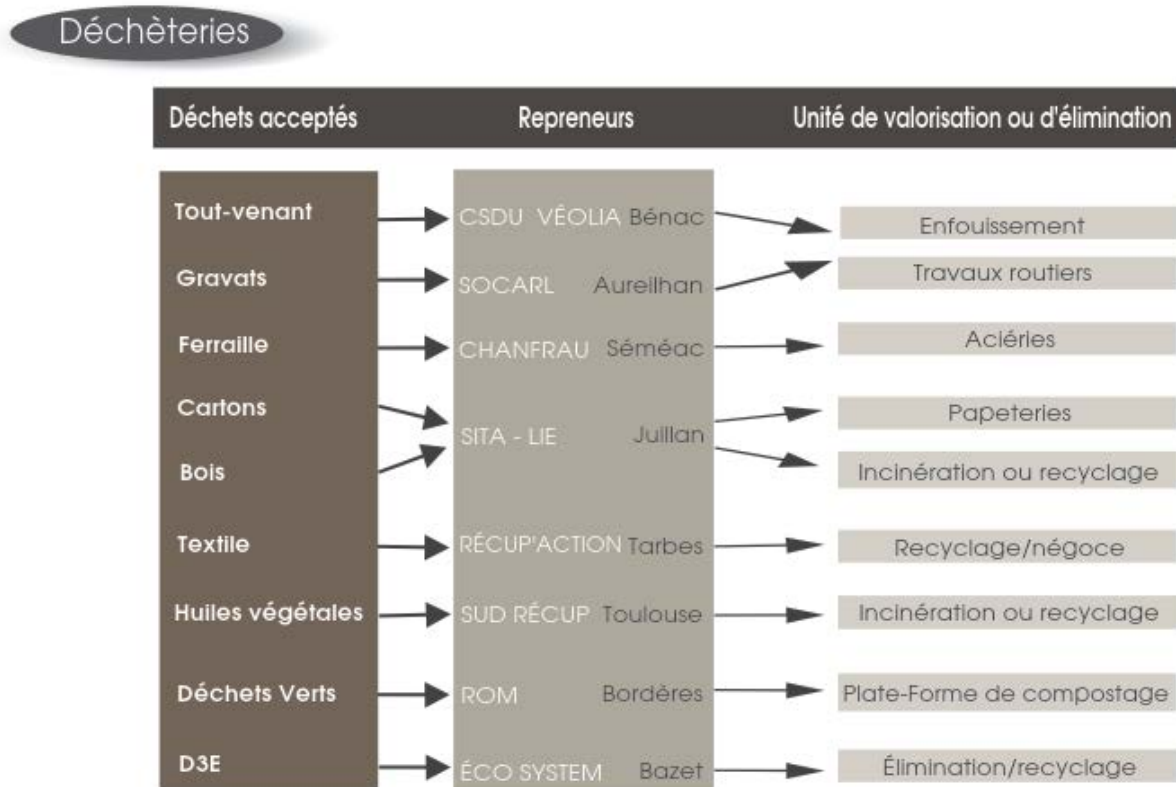 Déchèteries
Déchets acceptés Repreneurs Unité de valorisation ou d'élimination
Tout-venant CSDU VÉOLIA Bénac Enfouissement
Gravats SOCARL Aureilhan Travaux routiers
Ferraille CHANFRAU Séméac Aciéries
Cartons Papeteries
SITA - LIE Juillan
Bois Incinération ou recyclage
Textile RÉCUP'ACTION Tarbes Recyclage/négoce
Huiles végétales SUD RÉCUP Toulouse Incinération ou recyclage
Déchets Verts ROM Bordéres Plate-Forme de compostage
D3E ÉCO SYSTEM Bazet Élimination/recyclage